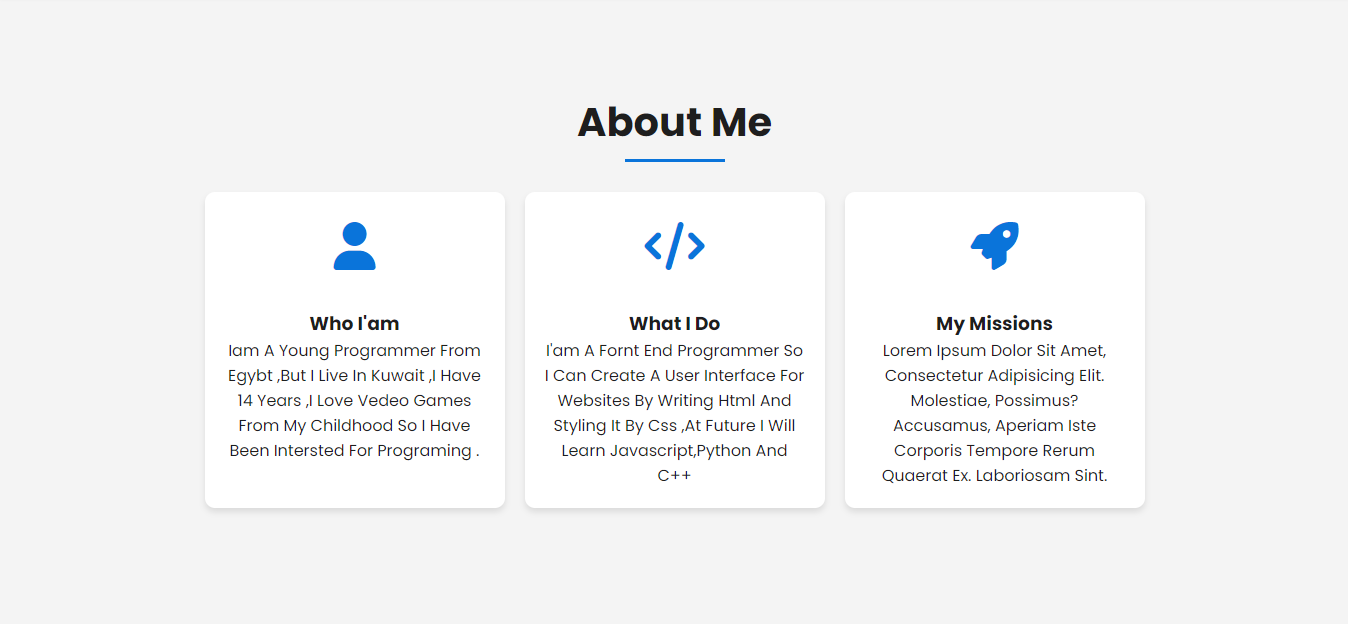 About Me
Who I'am
Iam A Young Programmer From
Egybt ,But I Live In Kuwait ,I Have
14 Years ,I Love Vedeo Games
From My Childhood So I Have
Been Intersted For Programing .
What I Do
I'am A Fornt End Programmer So
I Can Create A User Interface For
Websites By Writing Html And
Styling It By Css ,At Future I Will
Learn Javascript,Python And
C++
My Missions
Lorem Ipsum Dolor Sit Amet,
Consectetur Adipisicing Elit.
Molestiae, Possimus?
Accusamus, Aperiam Iste
Corporis Tempore Rerum
Quaerat Ex. Laboriosam Sint.